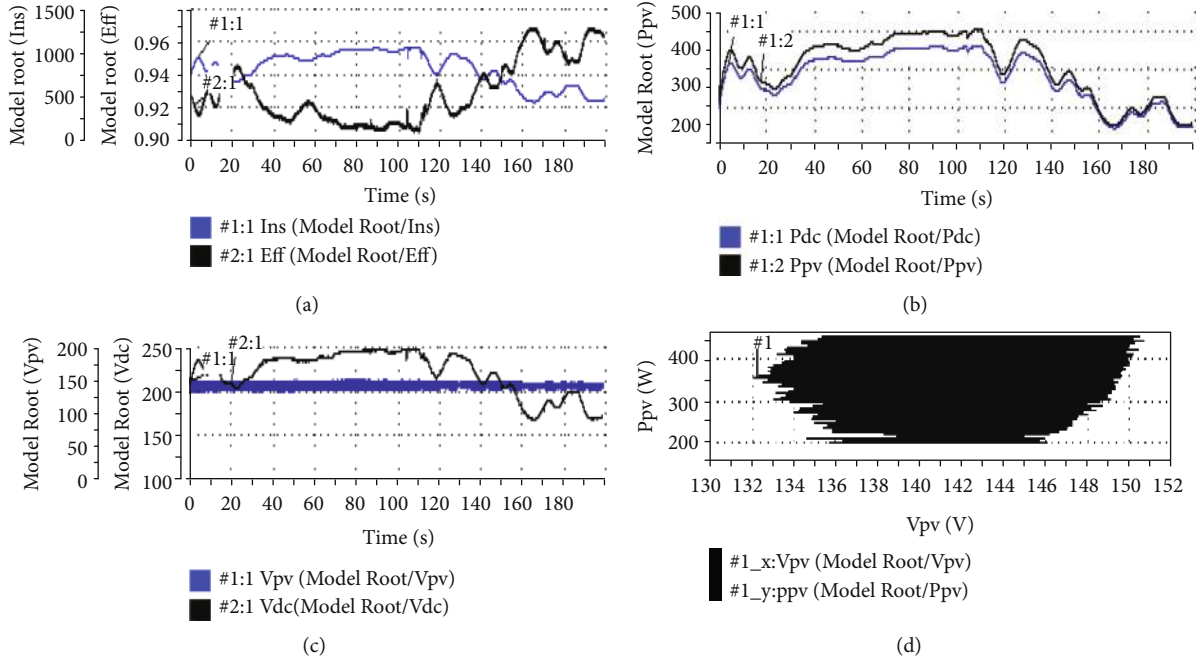 Model root (Ins)
1500
1000
500
0
Model root (Eff)
0.96
0.94
0.92
0.90
#1:1
#2:1
0 20 40 60 80 100 120 140 160 180
Time (s)
#1:1 Ins (Model Root/Ins)
#2:1 Eff (Model Root/Eff)
(a)
Model Root (Ppv)
500
400
300
200
#1:1
#1:2
0 20 40 60 80 100 120 140 160 180
Time (s)
#1:1 Pdc (Model Root/Pdc)
#1:2 Ppv (Model Root/Ppv)
(b)
Model Root (Vpv)
200
150
100
50
0
Model Root (Vdc)
250
200
150
100
#1:1
#2:1
0 20 40 60 80 100 120 140 160 180
Time (s)
#1:1 Vpv (Model Root/Vpv)
#2:1 Vdc(Model Root/Vdc)
(c)
Ppv (W)
400
300
200
#1
130 132 134 136 140 142 144 146 148 150 152
Vpv (V)
#1_x:Vpv (Model Root/Vpv)
#1_y:ppv (Model Root/Ppv)
(d)